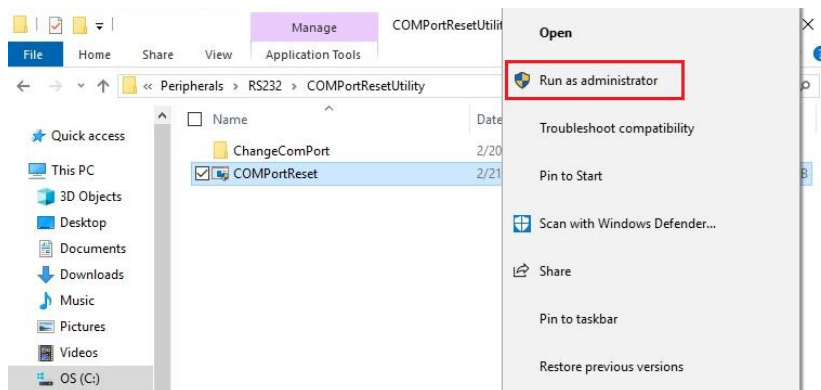 Manage
COMPortResetUtilit
File
Home
Share
View
Application Tools
« Peripherals › RS232 › COMPortResetUtility
Name
Date
Quick access
This PC
3D Objects
Desktop
Documents
Downloads
Music
Pictures
Videos
OS (C:)
ChangeComPort
2/20
COMPortReset
2/21
B
Open
Run as administrator
Troubleshoot compatibility
Pin to Start
Scan with Windows Defender...
Share
Pin to taskbar
Restore previous versions